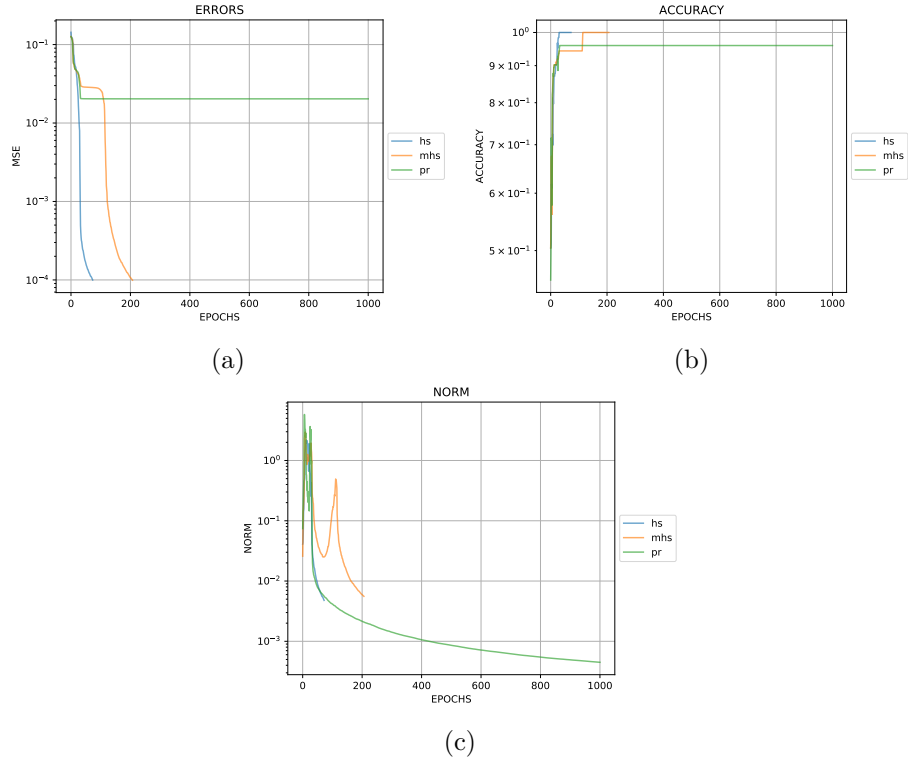 ERRORS
10⁻¹
10⁻²
10⁻³
10⁻⁴
MSE
0 200 400 600 800 1000
EPOCHS
hs
mhs
pr
(a)
ACCURACY
10⁰
9 × 10⁻¹
8 × 10⁻¹
7 × 10⁻¹
6 × 10⁻¹
5 × 10⁻¹
ACCURACY
0 200 400 600 800 1000
EPOCHS
hs
mhs
pr
(b)
NORM
10⁰
10⁻¹
10⁻²
10⁻³
NORM
0 200 400 600 800 1000
EPOCHS
hs
mhs
pr
(c)